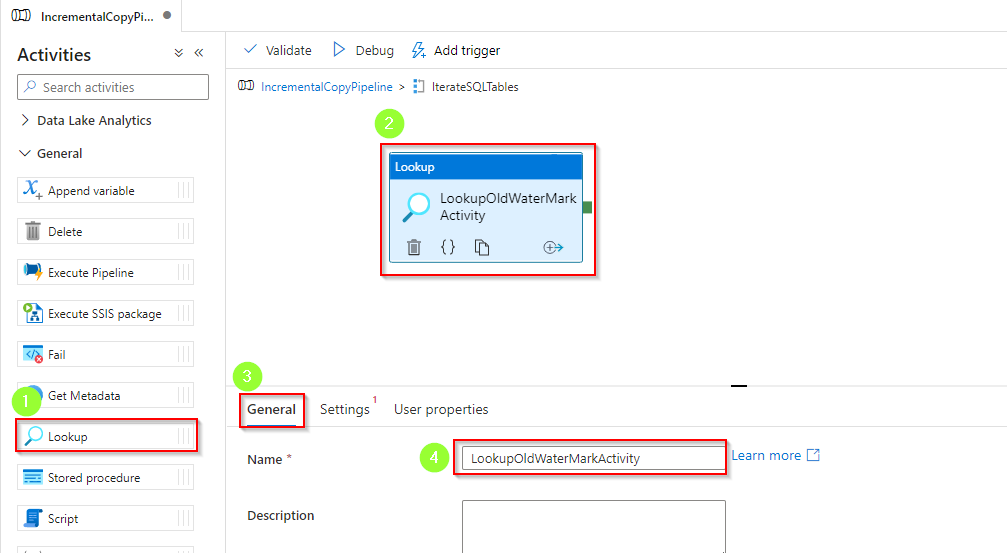 IncrementalCopyPi...
Activities
Search activities
Data Lake Analytics
General
Append variable
Delete
Execute Pipeline
Execute SSIS package
Fail
Get Metadata
1
Lookup
Stored procedure
Script
Validate
Debug
Add trigger
IncrementalCopyPipeline > IterateSQLTables
2
Lookup
LookupOldWaterMark
Activity
{}
3
General
Settings 1
User properties
Name *
4
LookupOldWaterMarkActivity
Learn more
Description